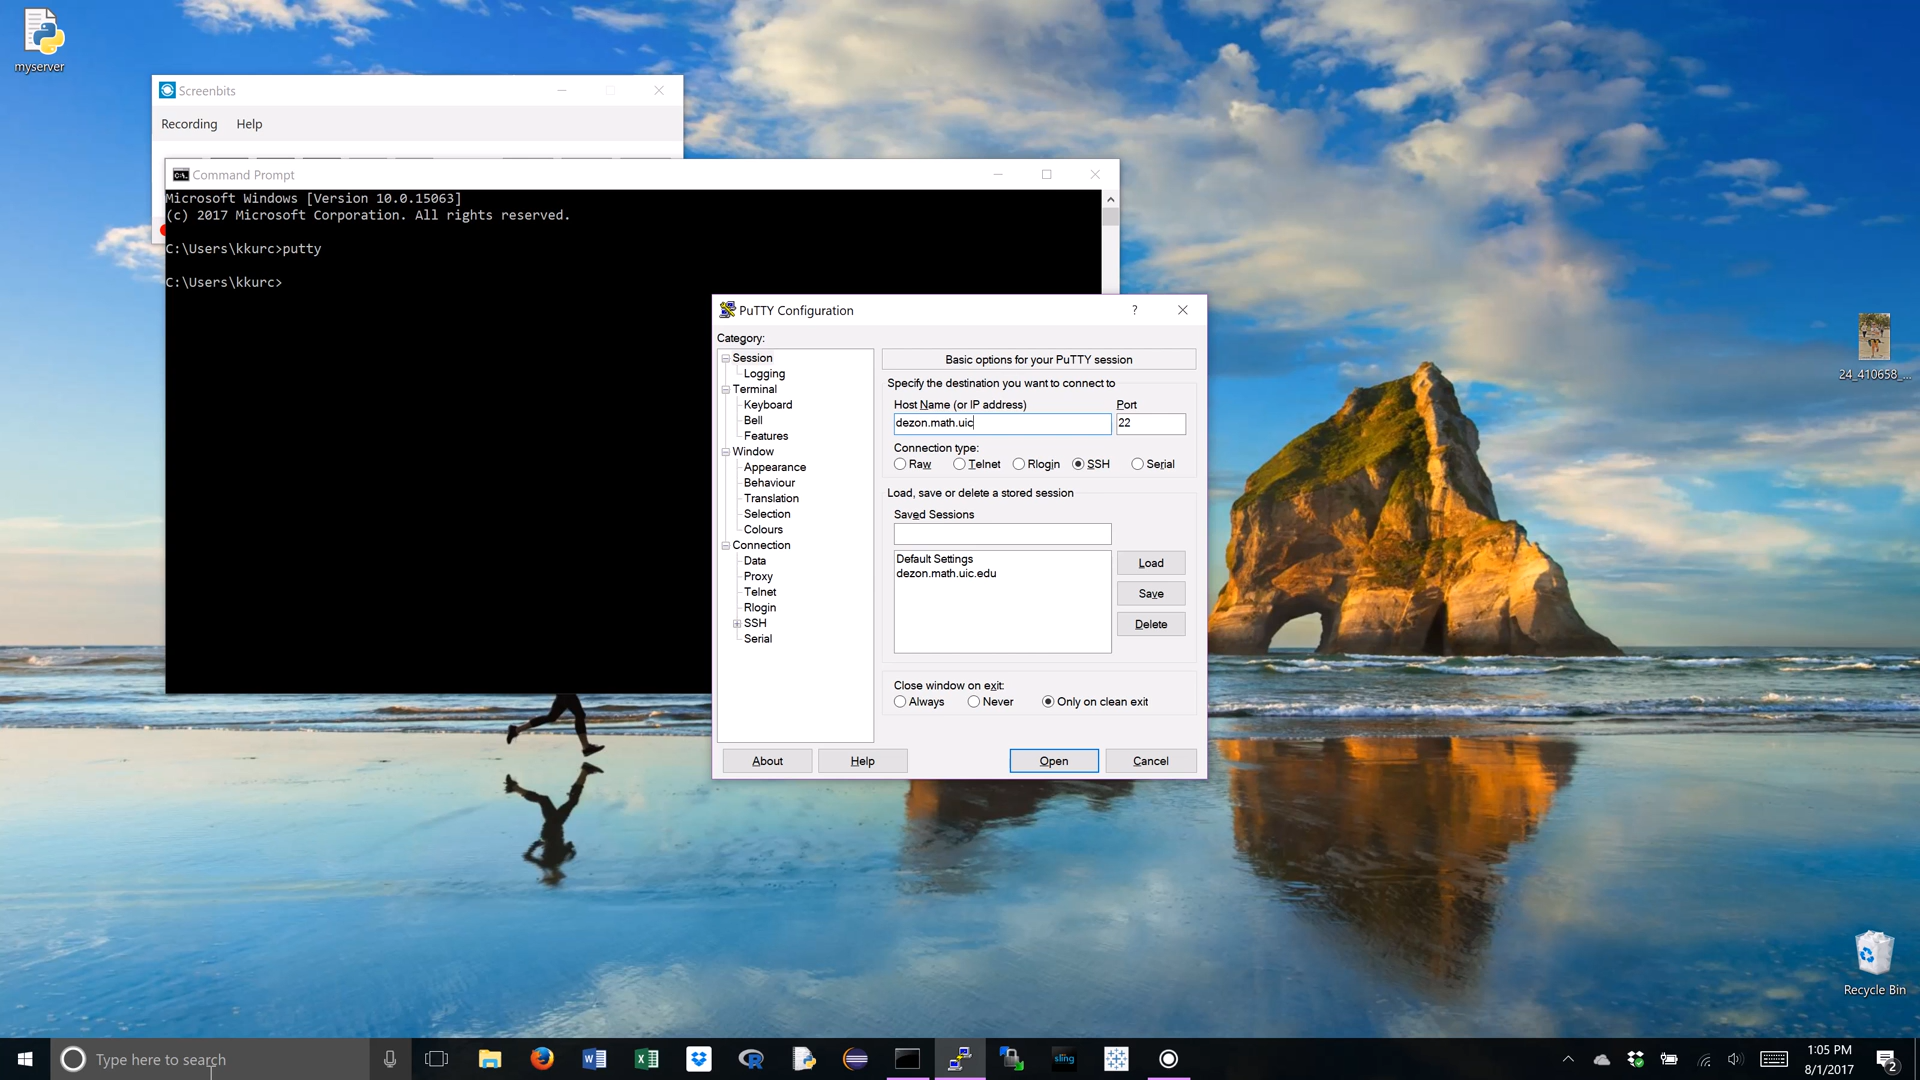 myserver
Screenbits
Recording Help
Command Prompt
Microsoft Windows [Version 10.0.15063]
(c) 2017 Microsoft Corporation. All rights reserved.
C:\Users\kkurc>putty
C:\Users\kkurc>
PuTTY Configuration
?
Category:
Session
Logging
Terminal
Keyboard
Bell
Features
Window
Appearance
Behaviour
Translation
Selection
Colours
Connection
Data
Proxy
Telnet
Rlogin
SSH
Serial
Basic options for your PuTTY session
Specify the destination you want to connect to
Host Name (or IP address) Port
dezon.math.uic 22
Connection type:
Raw Telnet Rlogin SSH Serial
Load, save or delete a stored session
Saved Sessions
Default Settings
dezon.math.uic.edu
Load
Save
Delete
Close window on exit:
Always Never Only on clean exit
About Help Open Cancel
24_410658_...
Recycle Bin
Type here to search
sling
1:05 PM
8/1/2017
2